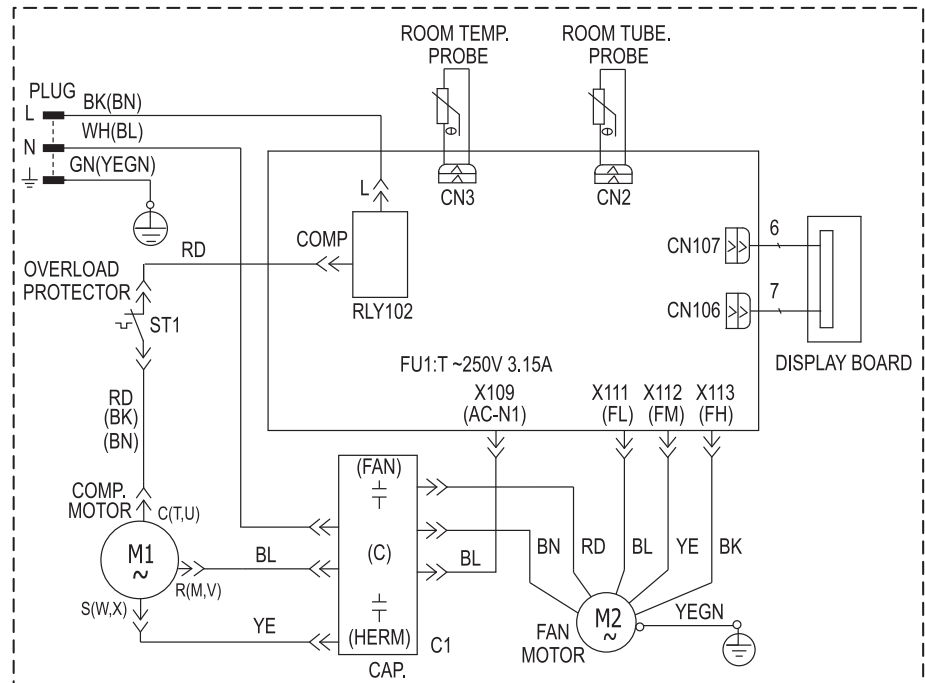 ROOM TEMP.
PROBE
ROOM TUBE.
PROBE
PLUG
L
BK(BN)
N
WH(BL)
GN(YEGN)
CN3
CN2
L
COMP
RLY102
RD
OVERLOAD
PROTECTOR
ST1
CN107
6
CN106
7
DISPLAY BOARD
FU1:T ~250V 3.15A
X109
(AC-N1)
X111
(FL)
X112
(FM)
X113
(FH)
RD
(BK)
(BN)
COMP.
MOTOR
C(T,U)
M1
~
R(M,V)
S(W,X)
BL
YE
(FAN)
(C)
(HERM)
C1
CAP.
BL
BN
RD
BL
YE
BK
M2
~
FAN
MOTOR
YEGN
θ
θ